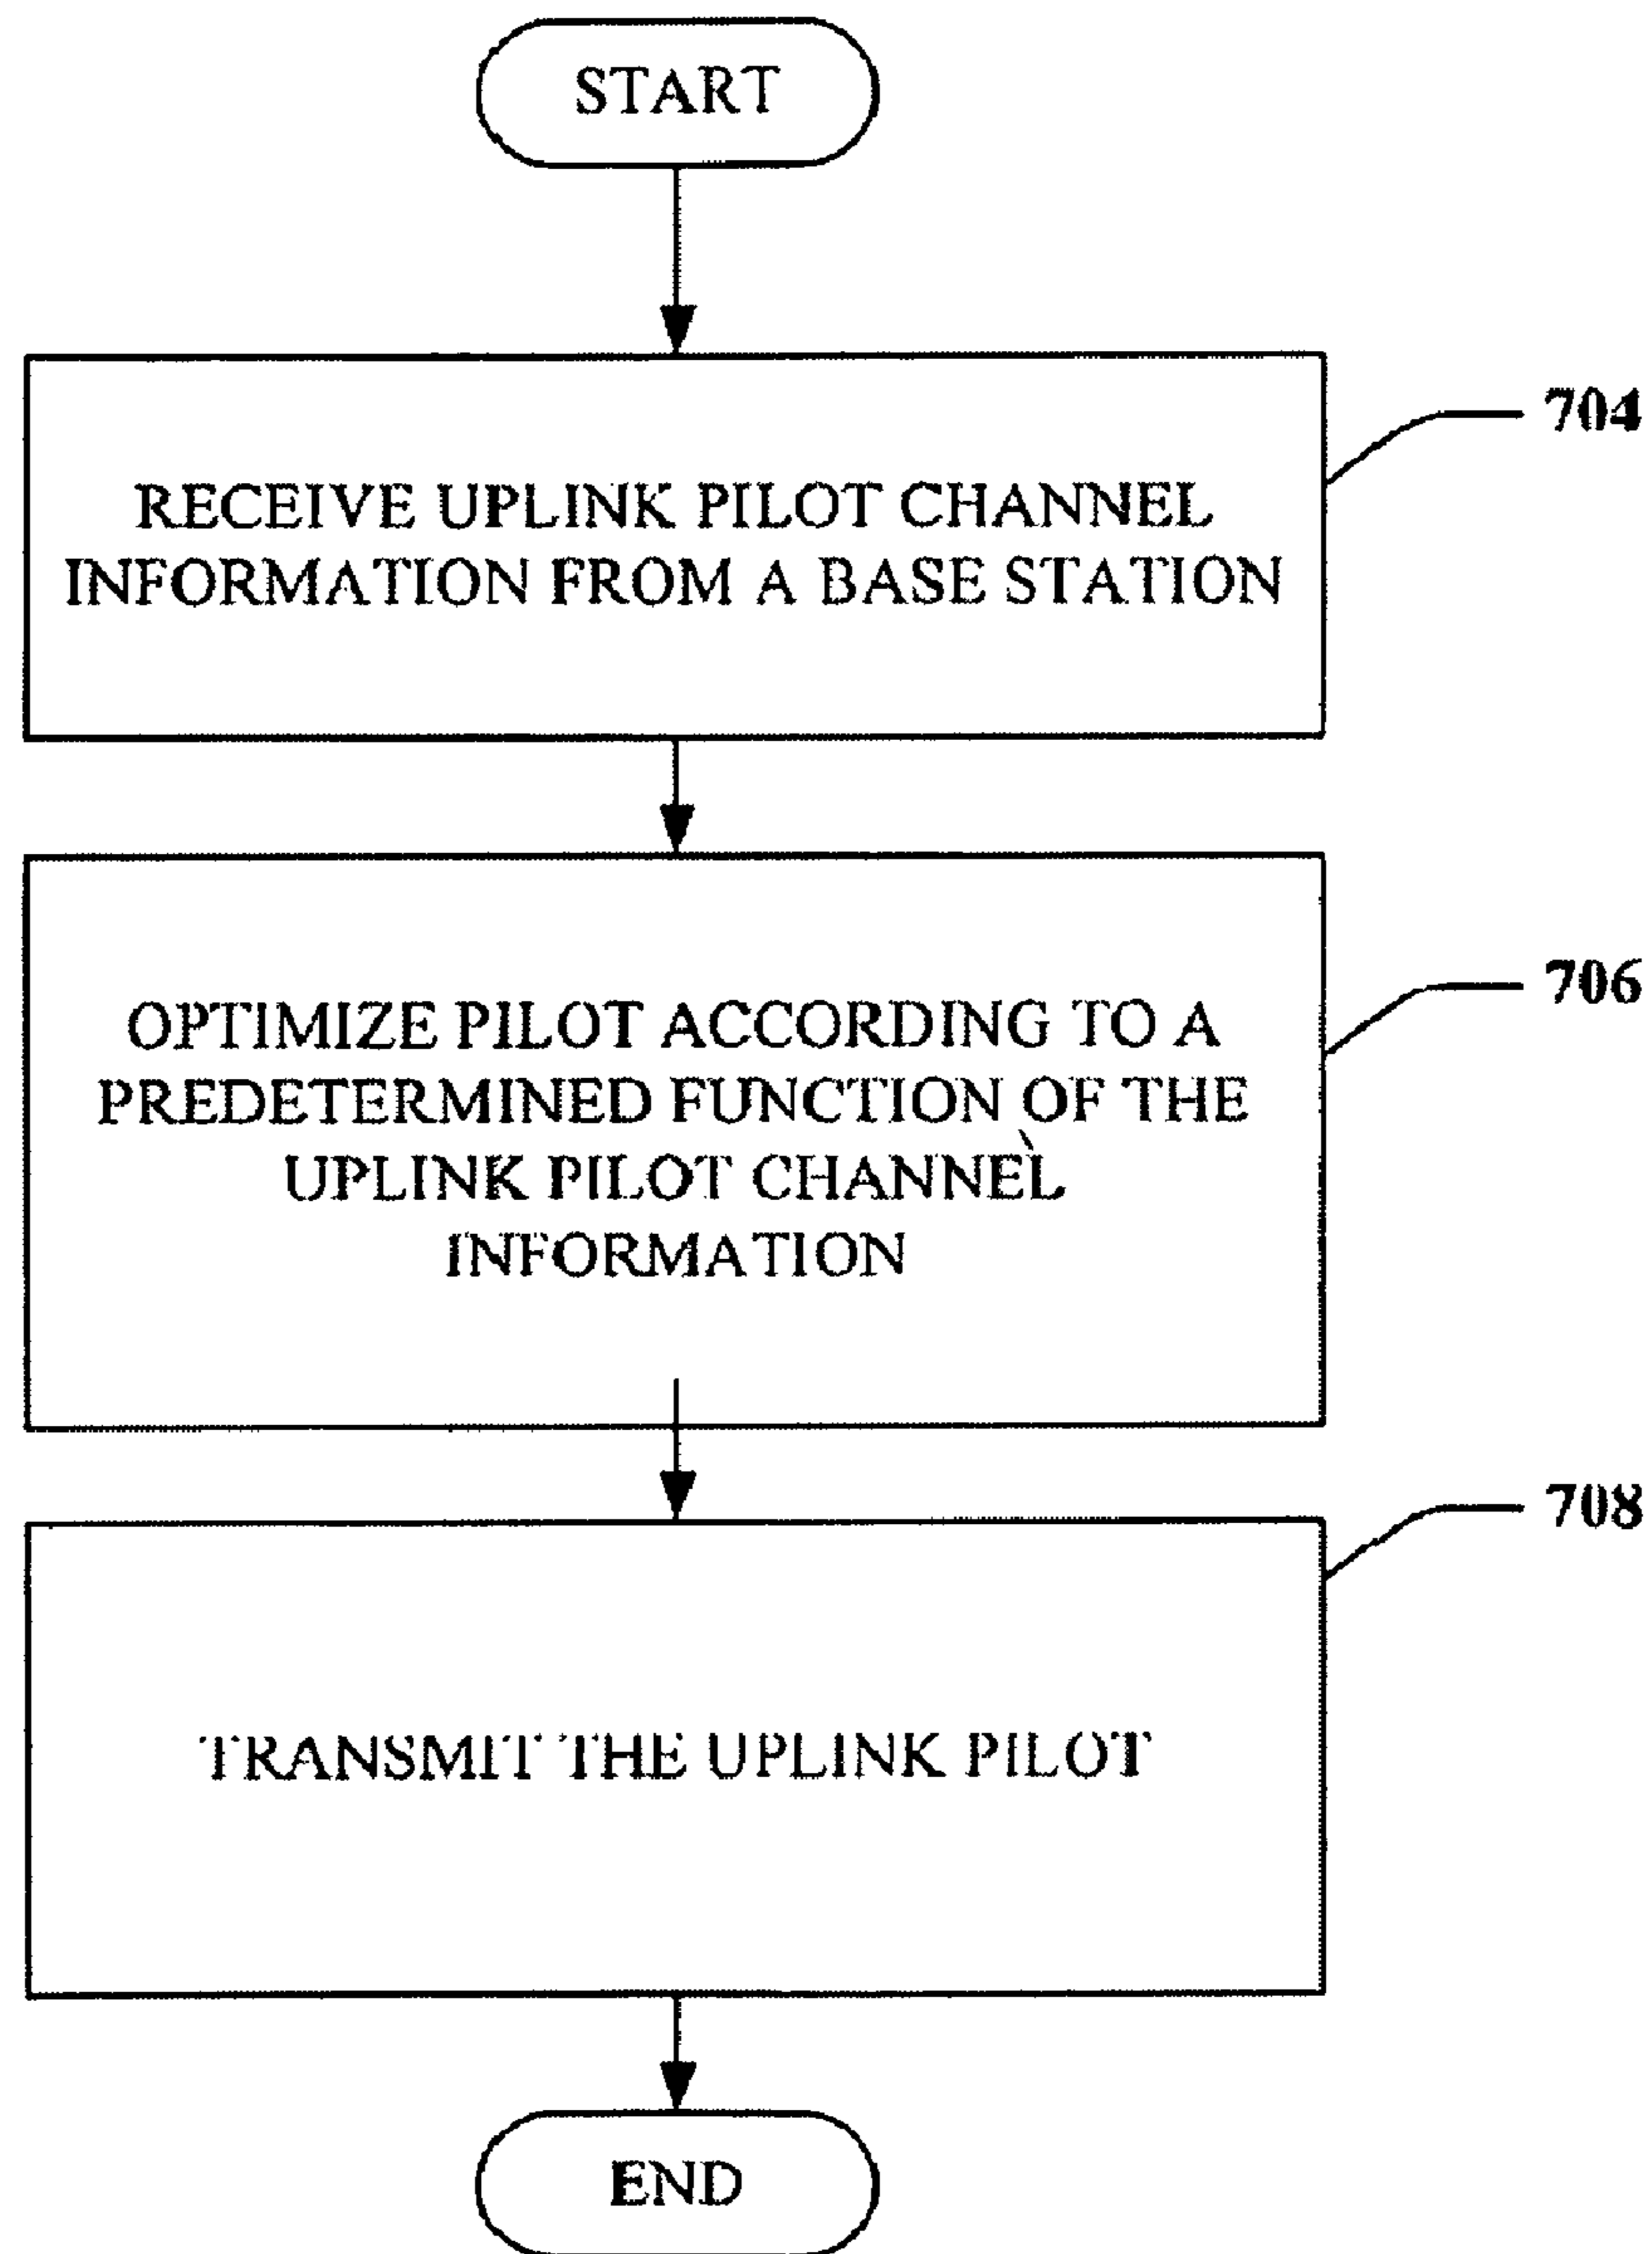 START
704
RECEIVE UPLINK PILOT CHANNEL
INFORMATION FROM A BASE STATION
706
OPTIMIZE PILOT ACCORDING TO A
PREDETERMINED FUNCTION OF THE
UPLINK PILOT CHANNEL
INFORMATION
708
TRANSMIT THE UPLINK PILOT
END